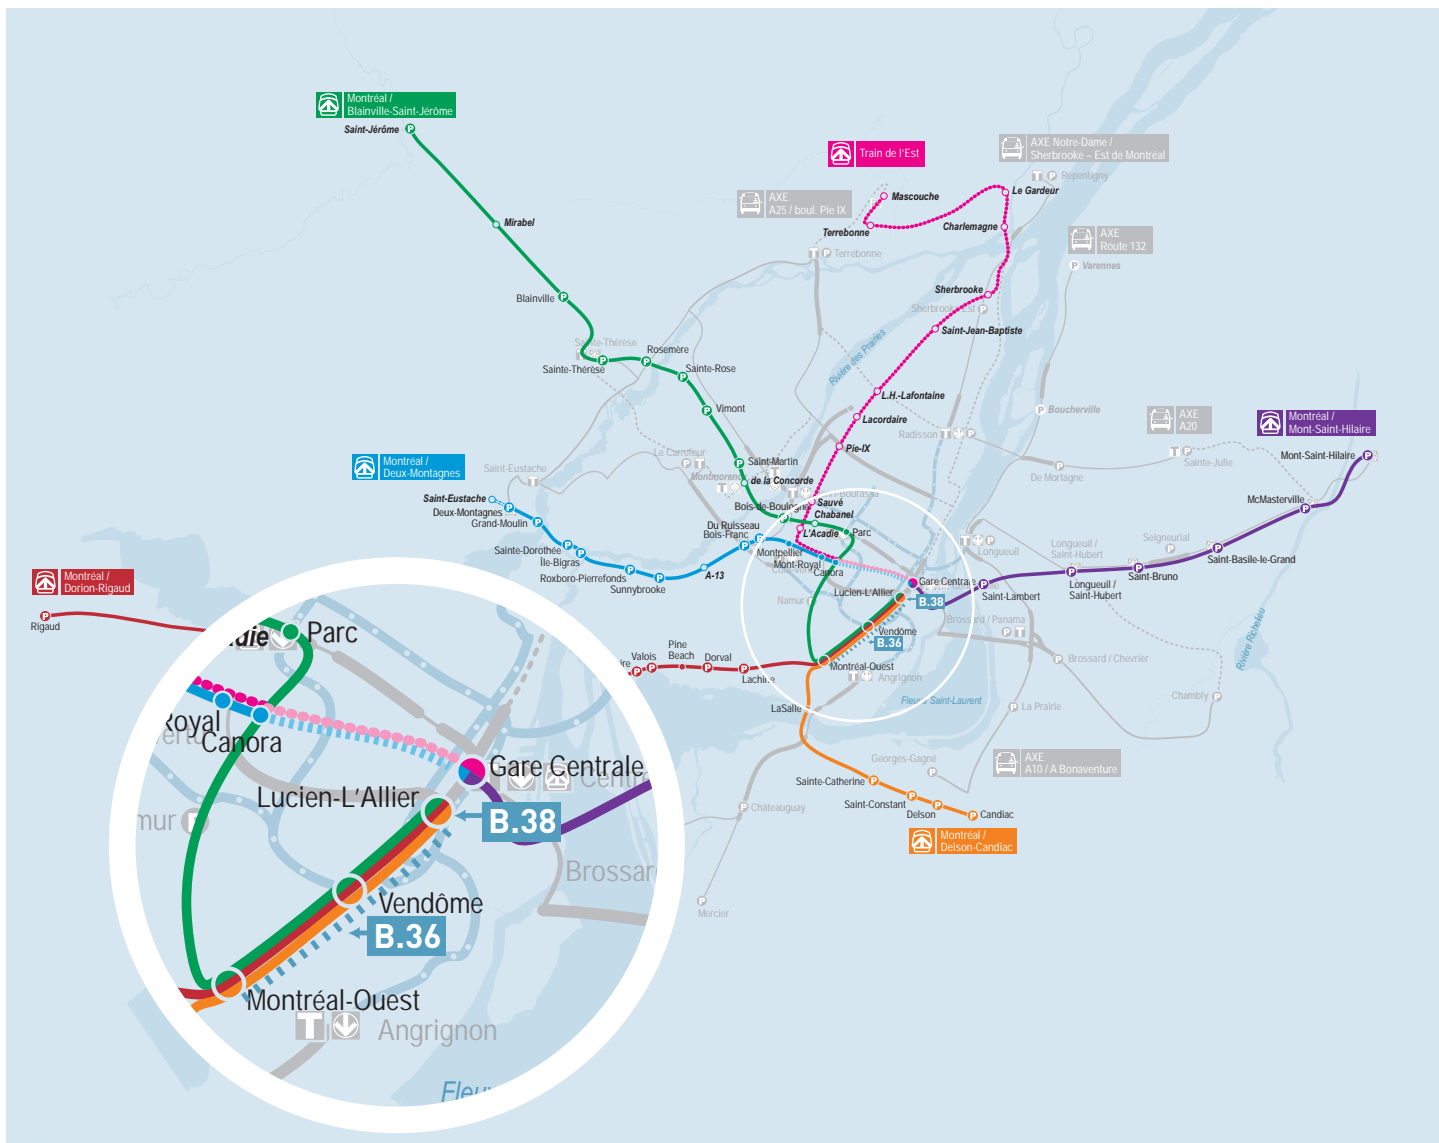 Montréal /
Blainville-Saint-Jérôme
Saint-Jérôme
Mirabel
Blainville
Sainte-Thérèse
Sainte-Thérèse
Rosemère
Sainte-Rose
Vimont
Saint-Martin
de la Concorde
Bois-de-Boulogne
Chabanel
Parc
Train de l'Est
Mascouche
Terrebonne
Le Gardeur
Charlemagne
Sherbrooke
Sherbrooke Est
Saint-Jean-Baptiste
L.H.-Lafontaine
Lacordaire
Pie-IX
Sauvé
L'Acadie
AXE
A25 / boul. Pie IX
AXE Notre-Dame /
Sherbrooke – Est de Montréal
Repentigny
AXE
Route 132
Varennes
Terrebonne
Rivière des Prairies
Boucherville
Radisson
AXE
A20
Sainte-Julie
De Mortagne
Montréal /
Mont-Saint-Hilaire
Mont-Saint-Hilaire
McMasterville
Saint-Basile-le-Grand
Saint-Bruno
Seigneurial
Longueuil /
Saint-Hubert
Longueuil /
Saint-Hubert
Longueuil
Saint-Lambert
Gare Centrale
Montréal /
Deux-Montagnes
Saint-Eustache
Saint-Eustache
Le Carrefour
Montmorency
Deux-Montagnes
Grand-Moulin
Sainte-Dorothée
Île-Bigras
Roxboro-Pierrefonds
Sunnybrooke
A-13
Du Ruisseau
Bois-Franc
Montpellier
Mont-Royal
Canora
Namur
Lucien-L'Allier
B.38
Vendôme
B.36
Montréal-Ouest
Angrignon
Brossard / Panama
Brossard / Chevrier
Chambly
La Prairie
Rivière Richelieu
Fleuve Saint-Laurent
Montréal /
Dorion-Rigaud
Rigaud
Valois
Pine
Beach
Dorval
Lachine
LaSalle
Sainte-Catherine
Saint-Constant
Delson
Candiac
Georges-Gagné
Châteauguay
Mercier
AXE
A10 / A Bonaventure
Montréal /
Delson-Candiac
Parc
adie
Royal
Canora
Gare Centrale
Centr
Lucien-L'Allier
B.38
mur
Brossar
Vendôme
B.36
Montréal-Ouest
Angrignon
Fleuv